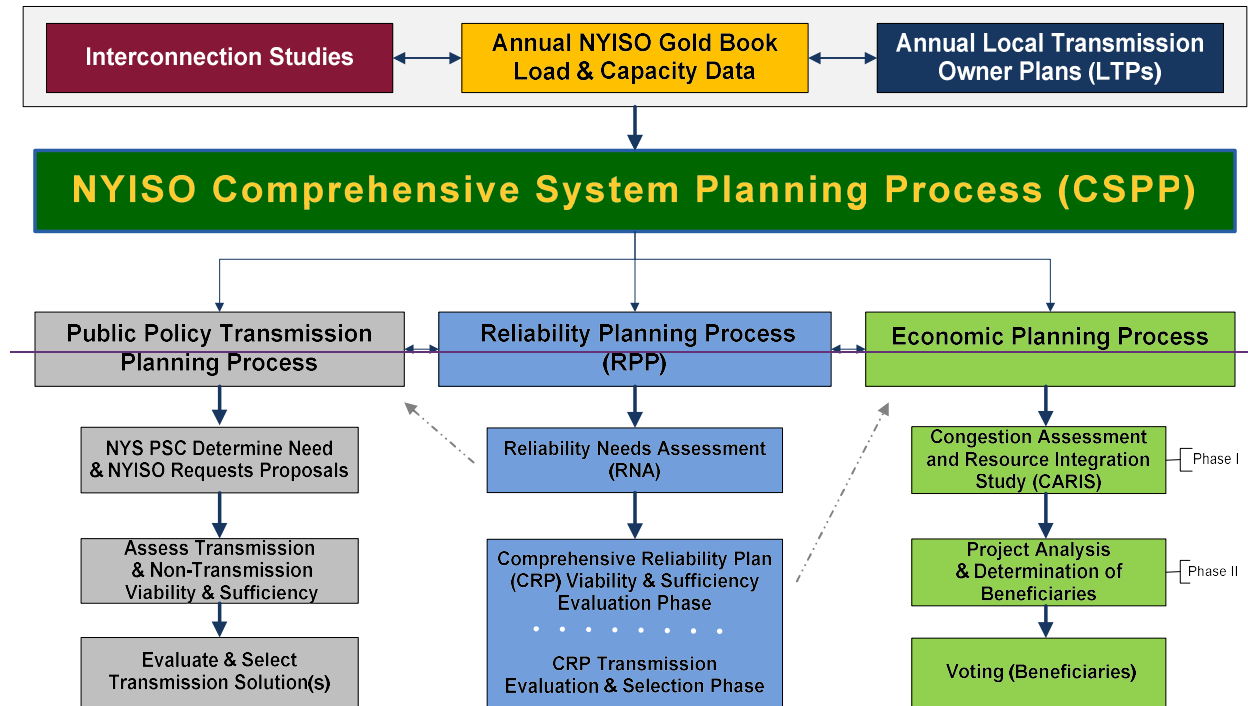 Interconnection Studies
Annual NYISO Gold Book
Load & Capacity Data
Annual Local Transmission
Owner Plans (LTPs)
NYISO Comprehensive System Planning Process (CSPP)
Public Policy Transmission
Planning Process
Reliability Planning Process
(RPP)
Economic Planning Process
NYS PSC Determine Need
& NYISO Requests Proposals
Reliability Needs Assessment
(RNA)
Congestion Assessment
and Resource Integration
Study (CARIS)
Phase I
Assess Transmission
& Non-Transmission
Viability & Sufficiency
Comprehensive Reliability Plan
(CRP) Viability & Sufficiency
Evaluation Phase
Project Analysis
& Determination of
Beneficiaries
Phase II
Evaluate & Select
Transmission Solution(s)
CRP Transmission
Evaluation & Selection Phase
Voting (Beneficiaries)